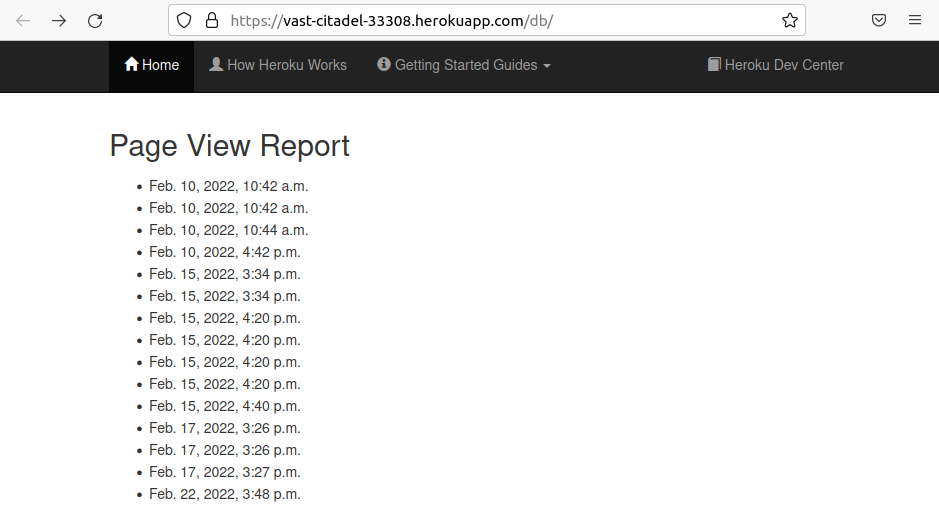 https://vast-citadel-33308.herokuapp.com/db/
Home How Heroku Works Getting Started Guides Heroku Dev Center
Page View Report
Feb. 10, 2022, 10:42 a.m.
Feb. 10, 2022, 10:42 a.m.
Feb. 10, 2022, 10:44 a.m.
Feb. 10, 2022, 4:42 p.m.
Feb. 15, 2022, 3:34 p.m.
Feb. 15, 2022, 3:34 p.m.
Feb. 15, 2022, 4:20 p.m.
Feb. 15, 2022, 4:20 p.m.
Feb. 15, 2022, 4:20 p.m.
Feb. 15, 2022, 4:20 p.m.
Feb. 15, 2022, 4:40 p.m.
Feb. 17, 2022, 3:26 p.m.
Feb. 17, 2022, 3:26 p.m.
Feb. 17, 2022, 3:27 p.m.
Feb. 22, 2022, 3:48 p.m.